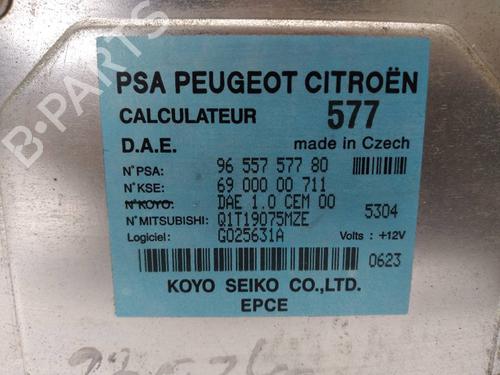 B-PARTS
PSA PEUGEOT CITROËN
CALCULATEUR 577
D.A.E. made in Czech
N° PSA: 96 557 577 80
N° KSE: 69 000 00 711
N° KOYO: DAE 1.0 CEM 00
N° MITSUBISHI: Q1T19075MZE 5304
Logiciel: G025631A Volts : +12V
0623
KOYO SEIKO CO.,LTD.
EPCE